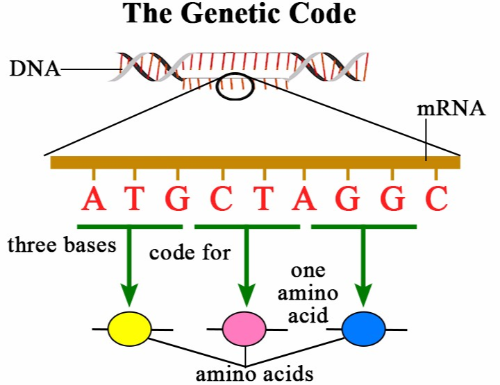 The Genetic Code
DNA
mRNA
A T G C T A G G C
three bases
code for
one
amino
acid
amino acids